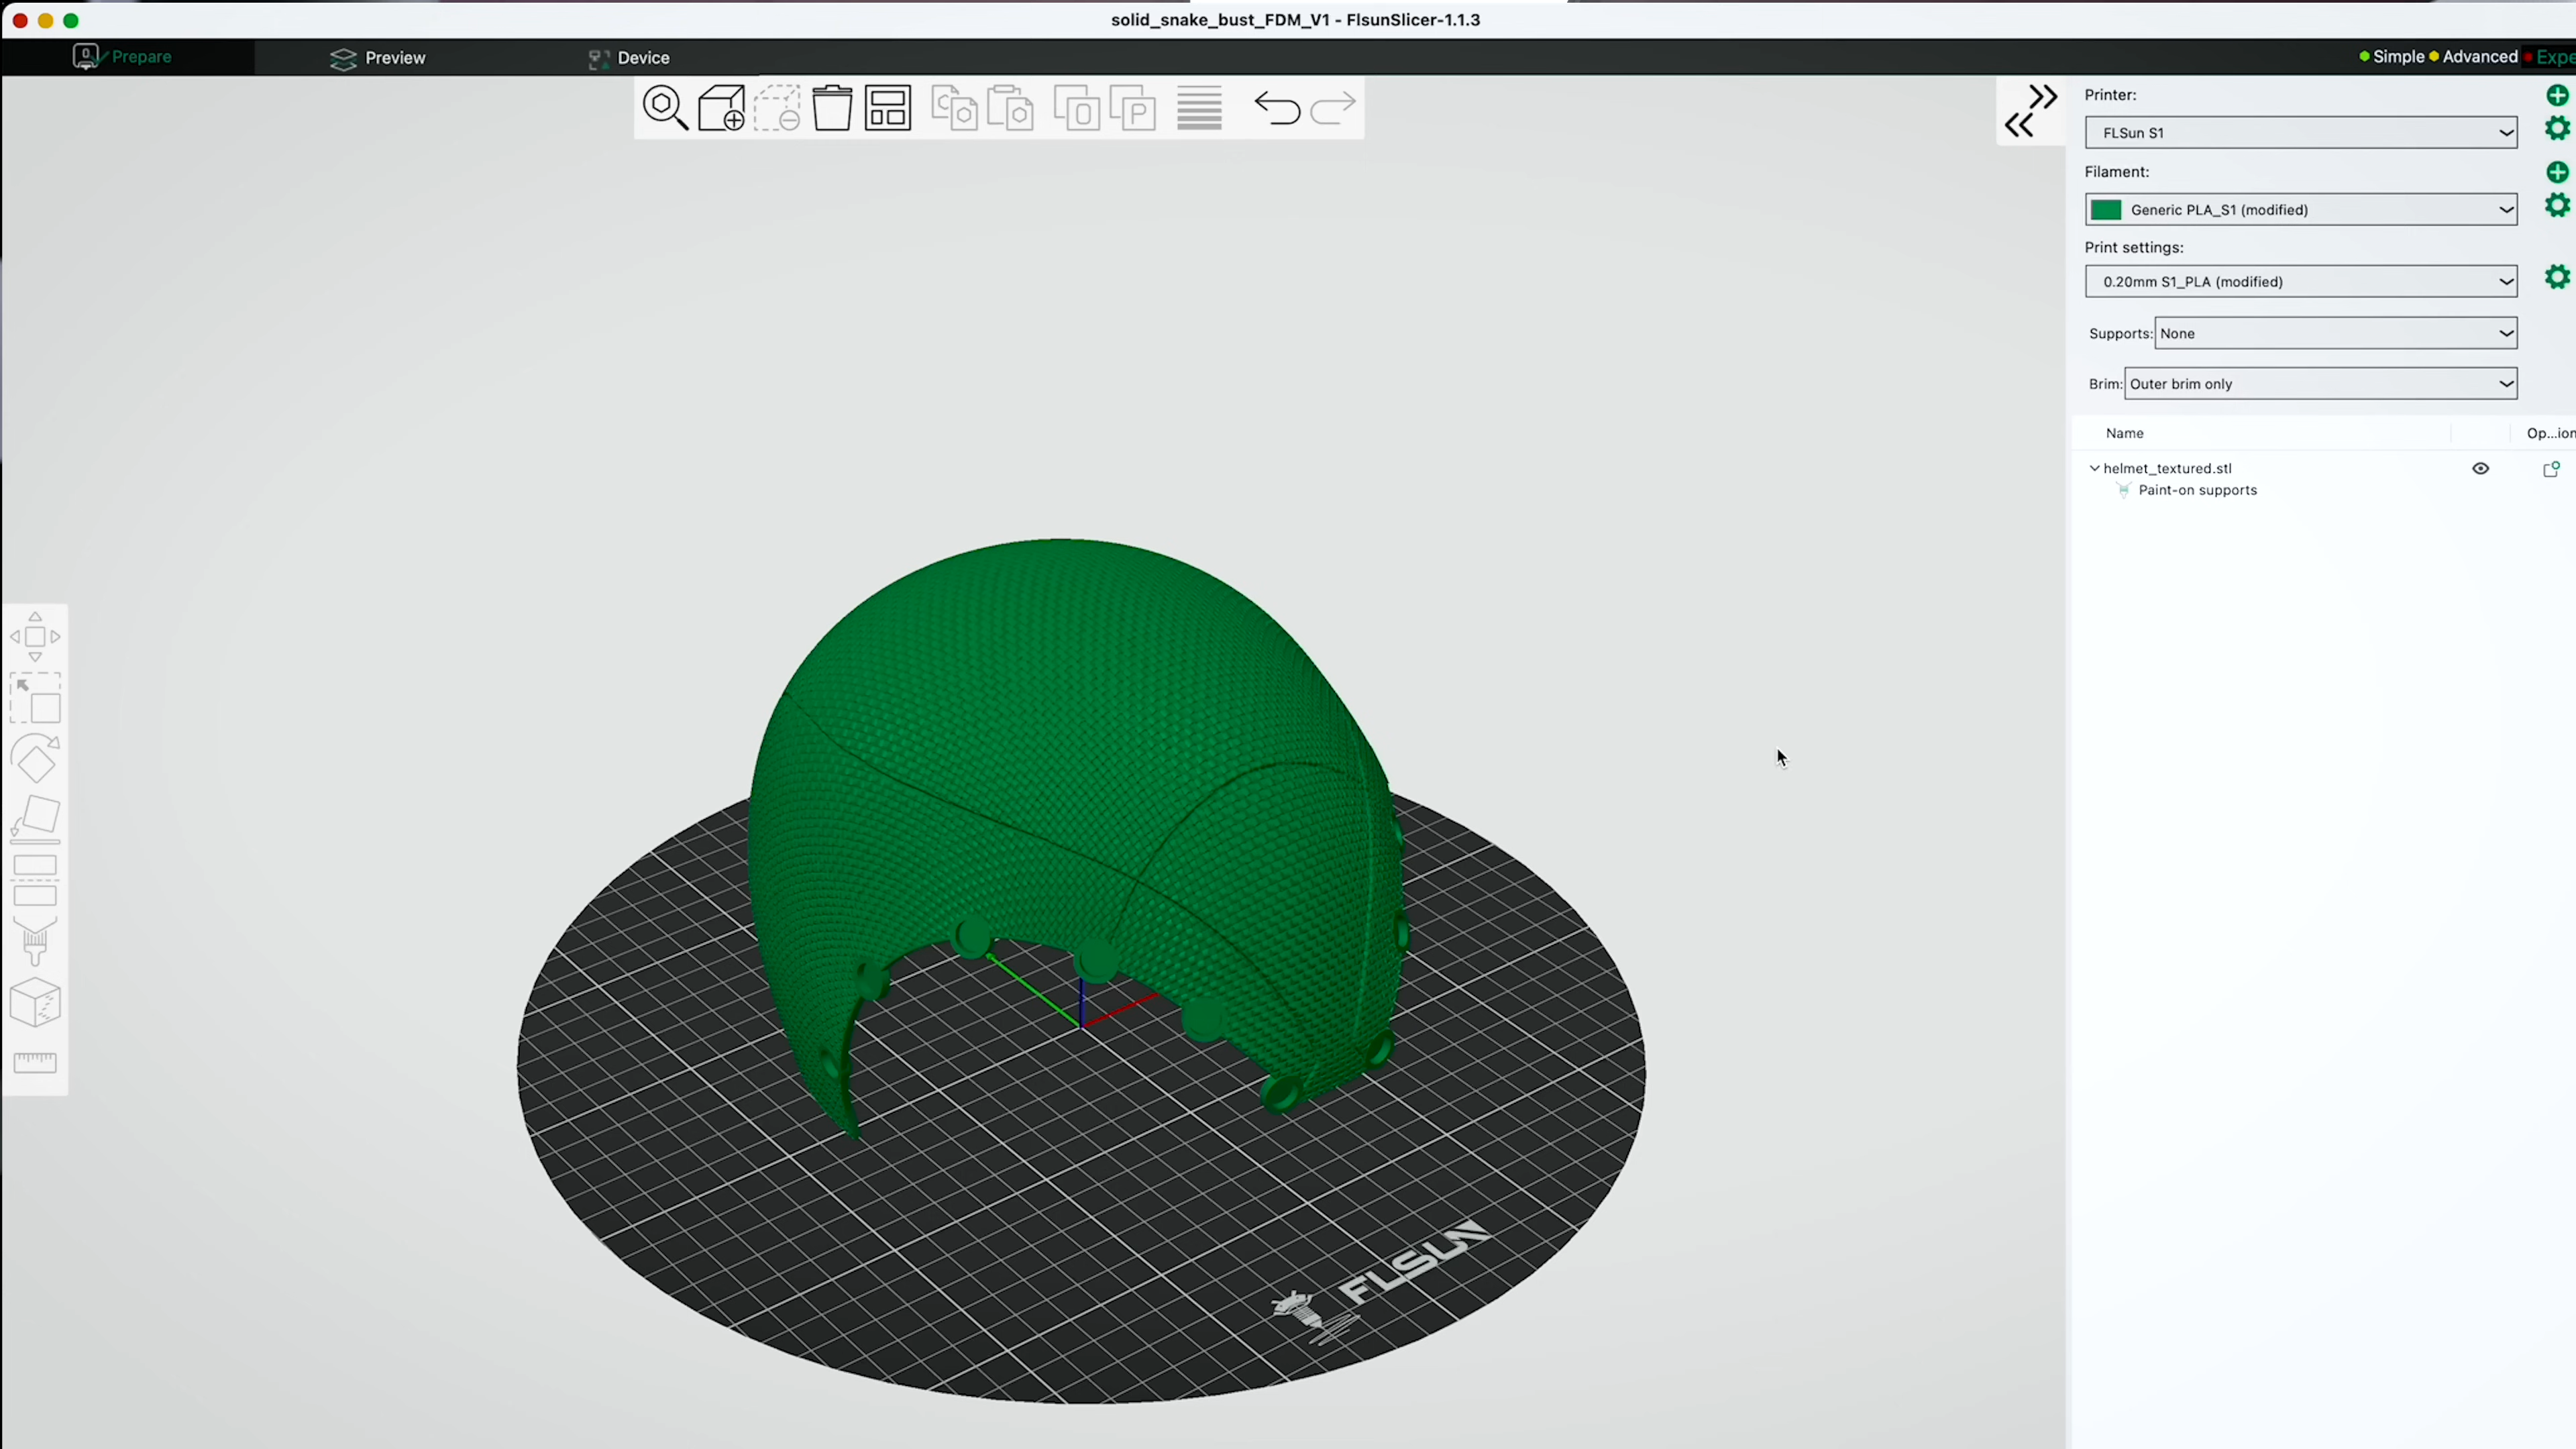 solid_snake_bust_FDM_V1 - FlsunSlicer-1.1.3
Prepare
Preview
Device
Simple
Advanced
Expe
Printer:
FLSun S1
Filament:
Generic PLA_S1 (modified)
Print settings:
0.20mm S1_PLA (modified)
Supports: None
Brim: Outer brim only
Name
Op...ion
helmet_textured.stl
Paint-on supports
FLSUN